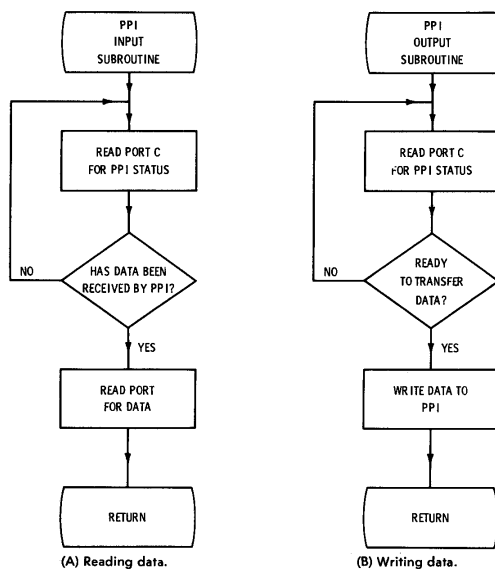 PPI
INPUT
SUBROUTINE
READ PORT C
FOR PPI STATUS
NO
HAS DATA BEEN
RECEIVED BY PPI?
YES
READ PORT
FOR DATA
RETURN
(A) Reading data.
PPI
OUTPUT
SUBROUTINE
READ PORT C
FOR PPI STATUS
NO
READY
TO TRANSFER
DATA?
YES
WRITE DATA TO
PPI
RETURN
(B) Writing data.